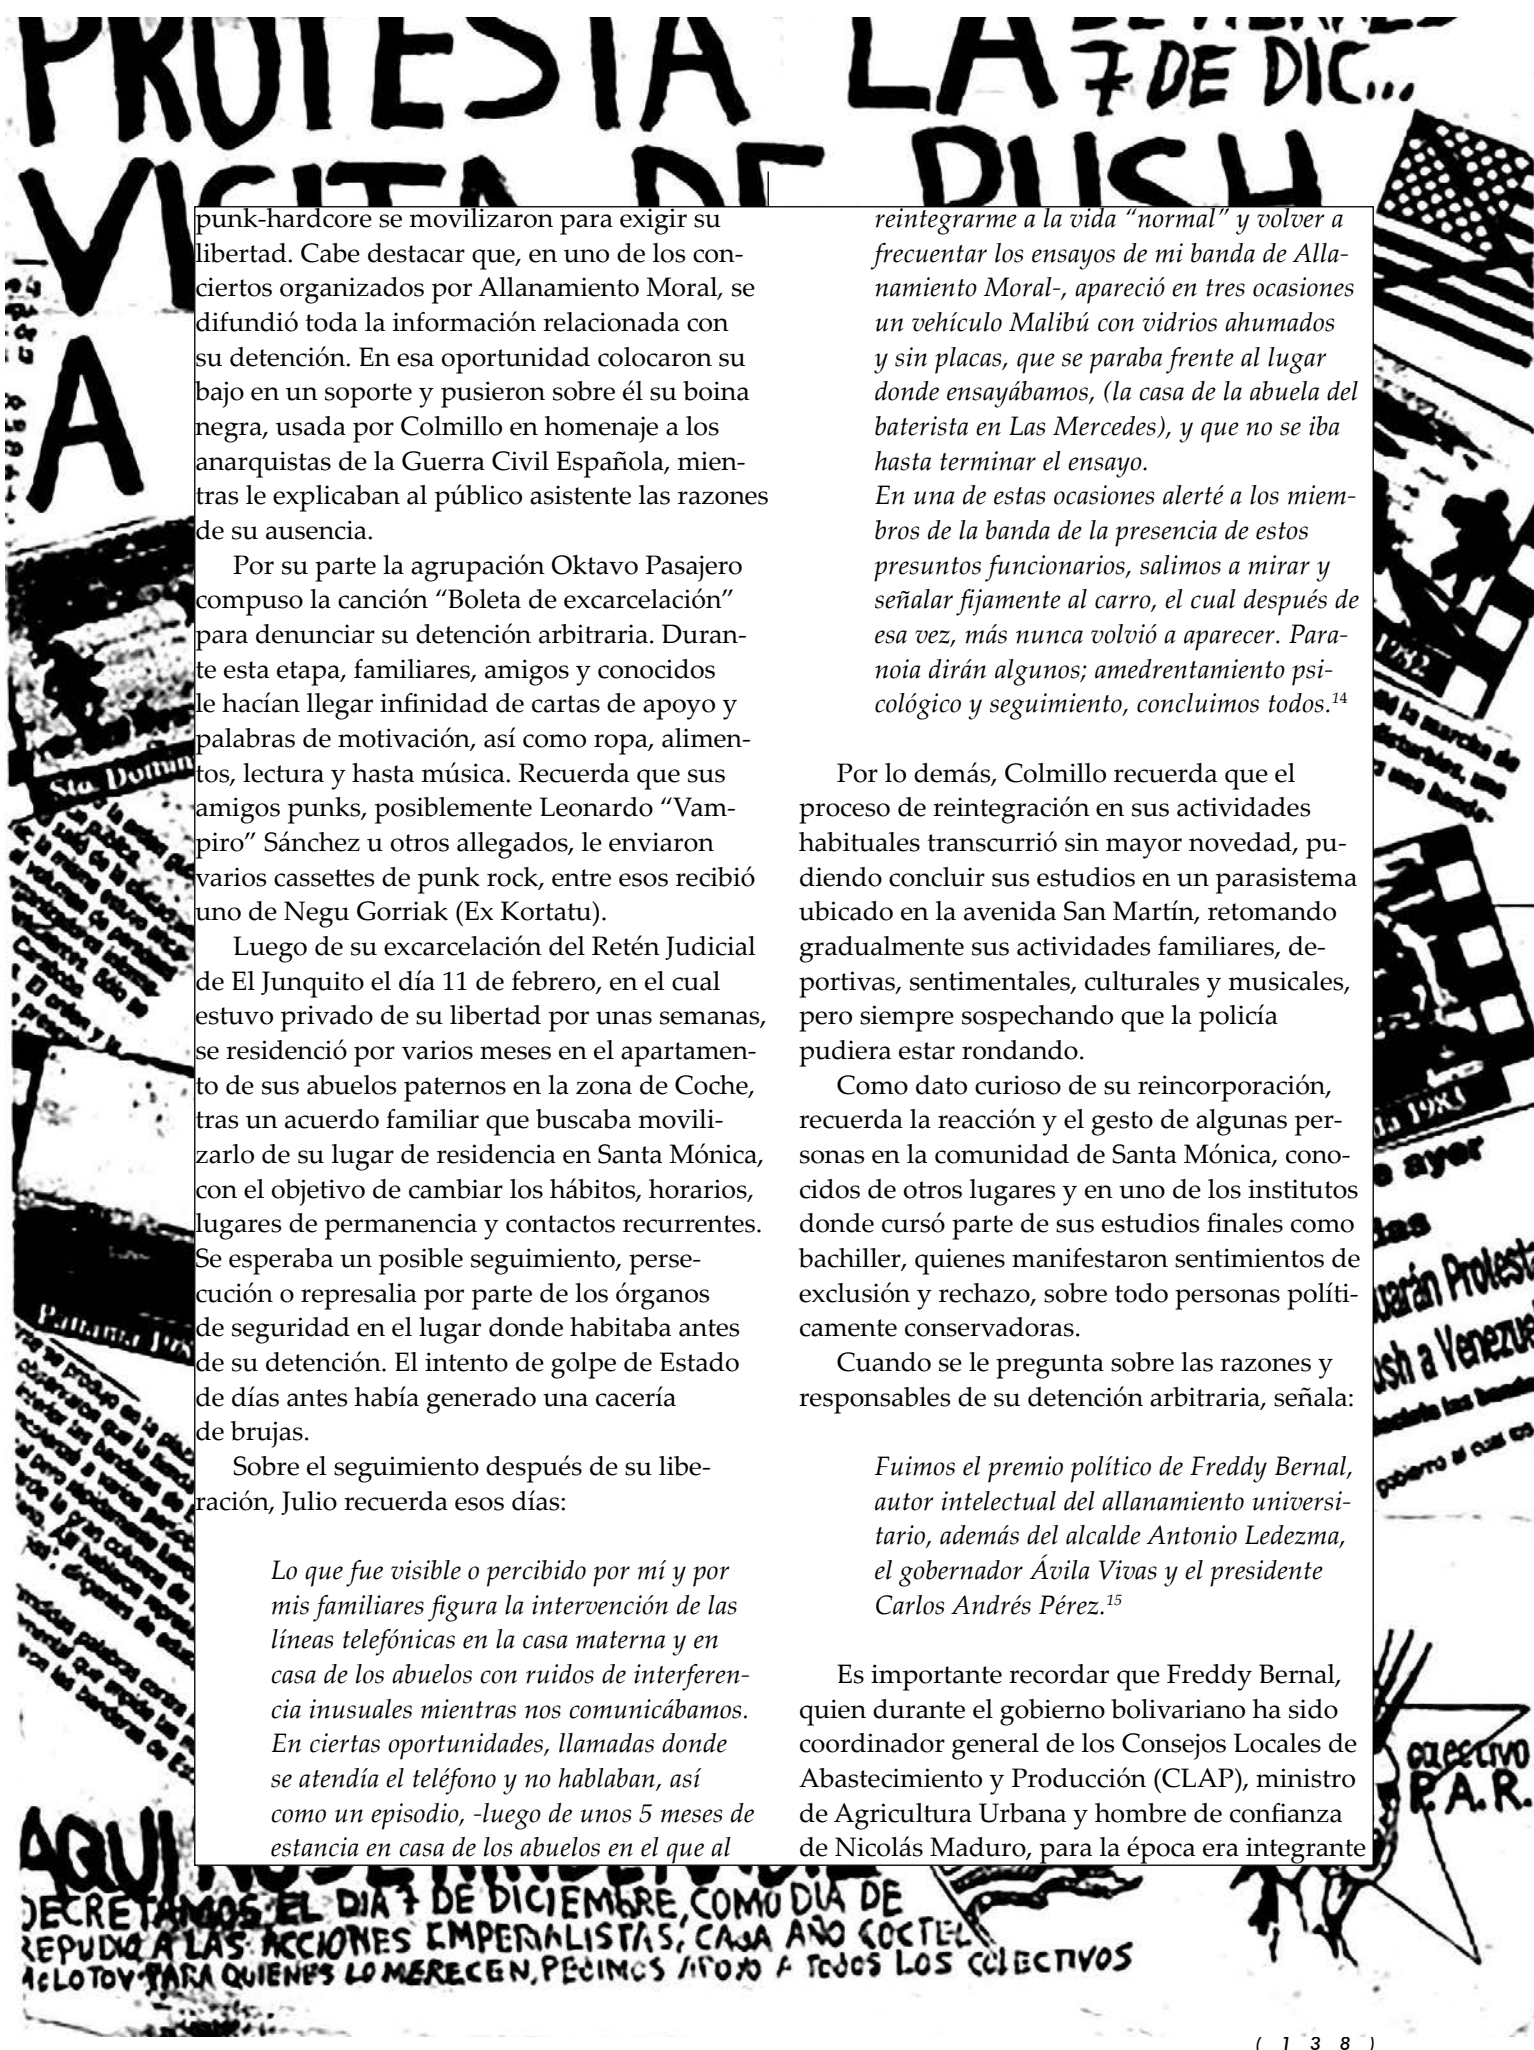 PROTESTA LA
7 DE DIC...
VISITA DE BUSH
A
punk-hardcore se movilizaron para exigir su
libertad. Cabe destacar que, en uno de los con-
ciertos organizados por Allanamiento Moral, se
difundió toda la información relacionada con
su detención. En esa oportunidad colocaron su
bajo en un soporte y pusieron sobre él su boina
negra, usada por Colmillo en homenaje a los
anarquistas de la Guerra Civil Española, mien-
tras le explicaban al público asistente las razones
de su ausencia.
Por su parte la agrupación Oktavo Pasajero
compuso la canción “Boleta de excarcelación”
para denunciar su detención arbitraria. Duran-
te esta etapa, familiares, amigos y conocidos
le hacían llegar infinidad de cartas de apoyo y
palabras de motivación, así como ropa, alimen-
tos, lectura y hasta música. Recuerda que sus
amigos punks, posiblemente Leonardo “Vam-
piro” Sánchez u otros allegados, le enviaron
varios cassettes de punk rock, entre esos recibió
uno de Negu Gorriak (Ex Kortatu).
Luego de su excarcelación del Retén Judicial
de El Junquito el día 11 de febrero, en el cual
estuvo privado de su libertad por unas semanas,
se residenció por varios meses en el apartamen-
to de sus abuelos paternos en la zona de Coche,
tras un acuerdo familiar que buscaba movili-
zarlo de su lugar de residencia en Santa Mónica,
con el objetivo de cambiar los hábitos, horarios,
lugares de permanencia y contactos recurrentes.
Se esperaba un posible seguimiento, perse-
cución o represalia por parte de los órganos
de seguridad en el lugar donde habitaba antes
de su detención. El intento de golpe de Estado
de días antes había generado una cacería
de brujas.
Sobre el seguimiento después de su libe-
ración, Julio recuerda esos días:
Lo que fue visible o percibido por mí y por
mis familiares figura la intervención de las
líneas telefónicas en la casa materna y en
casa de los abuelos con ruidos de interferen-
cia inusuales mientras nos comunicábamos.
En ciertas oportunidades, llamadas donde
se atendía el teléfono y no hablaban, así
como un episodio, -luego de unos 5 meses de
estancia en casa de los abuelos en el que al
reintegrarme a la vida “normal” y volver a
frecuentar los ensayos de mi banda de Alla-
namiento Moral-, apareció en tres ocasiones
un vehículo Malibú con vidrios ahumados
y sin placas, que se paraba frente al lugar
donde ensayábamos, (la casa de la abuela del
baterista en Las Mercedes), y que no se iba
hasta terminar el ensayo.
En una de estas ocasiones alerté a los miem-
bros de la banda de la presencia de estos
presuntos funcionarios, salimos a mirar y
señalar fijamente al carro, el cual después de
esa vez, más nunca volvió a aparecer. Para-
noia dirán algunos; amedrentamiento psi-
cológico y seguimiento, concluimos todos.14
Por lo demás, Colmillo recuerda que el
proceso de reintegración en sus actividades
habituales transcurrió sin mayor novedad, pu-
diendo concluir sus estudios en un parasistema
ubicado en la avenida San Martín, retomando
gradualmente sus actividades familiares, de-
portivas, sentimentales, culturales y musicales,
pero siempre sospechando que la policía
pudiera estar rondando.
Como dato curioso de su reincorporación,
recuerda la reacción y el gesto de algunas per-
sonas en la comunidad de Santa Mónica, cono-
cidos de otros lugares y en uno de los institutos
donde cursó parte de sus estudios finales como
bachiller, quienes manifestaron sentimientos de
exclusión y rechazo, sobre todo personas políti-
camente conservadoras.
Cuando se le pregunta sobre las razones y
responsables de su detención arbitraria, señala:
Fuimos el premio político de Freddy Bernal,
autor intelectual del allanamiento universi-
tario, además del alcalde Antonio Ledezma,
el gobernador Ávila Vivas y el presidente
Carlos Andrés Pérez.15
Es importante recordar que Freddy Bernal,
quien durante el gobierno bolivariano ha sido
coordinador general de los Consejos Locales de
Abastecimiento y Producción (CLAP), ministro
de Agricultura Urbana y hombre de confianza
de Nicolás Maduro, para la época era integrante
1982
1983
ayer
a Venezue
colectivo
P.A.R.
DECRETAMOS EL DIA 7 DE DICIEMBRE, COMO DIA DE
REPUDIO A LAS ACCIONES IMPERIALISTAS, CADA AÑO COCTEL
MOLOTOV PARA QUIENES LO MERECEN, PEDIMOS APOYO A TODOS LOS COLECTIVOS
(138)